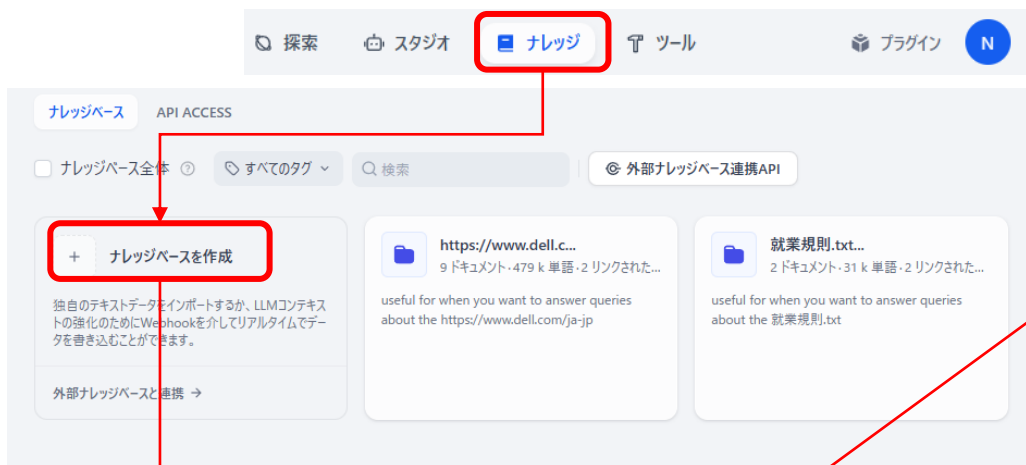 探索 スタジオ ナレッジ ツール プラグイン N
ナレッジベース API ACCESS
ナレッジベース全体 すべてのタグ 検索 外部ナレッジベース連携API
+ ナレッジベースを作成
独自のテキストデータをインポートするか、LLMコンテキス
トの強化のためにWebhookを介してリアルタイムでデー
タを書き込むことができます。
外部ナレッジベースと連携 →
https://www.dell.c...
9 ドキュメント·479 k 単語·2 リンクされた...
useful for when you want to answer queries
about the https://www.dell.com/ja-jp
就業規則.txt...
2 ドキュメント·31 k 単語·2 リンクされた...
useful for when you want to answer queries
about the 就業規則.txt